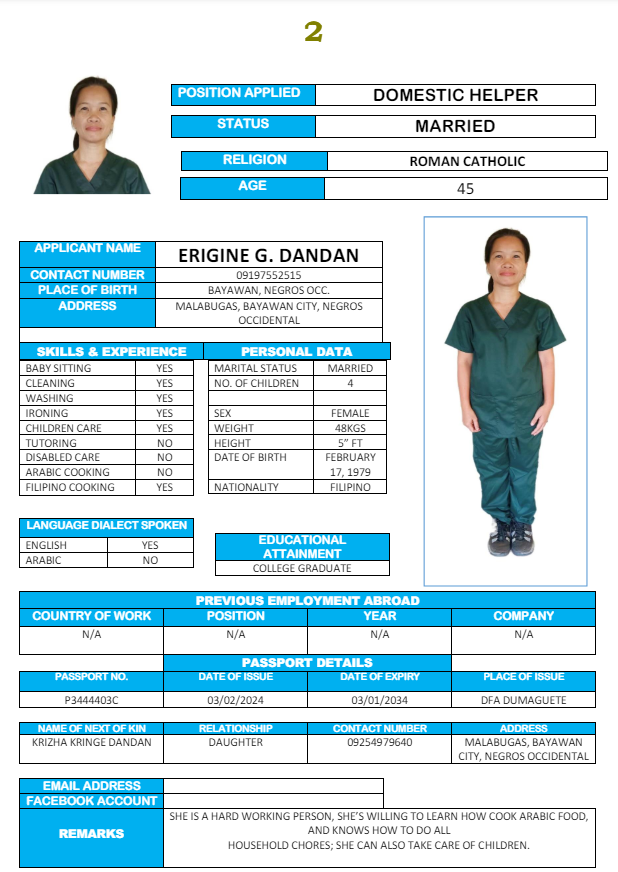 2
POSITION APPLIED DOMESTIC HELPER
STATUS MARRIED
RELIGION ROMAN CATHOLIC
AGE 45
APPLICANT NAME ERIGINE G. DANDAN
CONTACT NUMBER 09197552515
PLACE OF BIRTH BAYAWAN, NEGROS OCC.
ADDRESS MALABUGAS, BAYAWAN CITY, NEGROS
OCCIDENTAL
SKILLS & EXPERIENCE PERSONAL DATA
BABY SITTING YES MARITAL STATUS MARRIED
CLEANING YES NO. OF CHILDREN 4
WASHING YES
IRONING YES SEX FEMALE
CHILDREN CARE YES WEIGHT 48KGS
TUTORING NO HEIGHT 5” FT
DISABLED CARE NO DATE OF BIRTH FEBRUARY
ARABIC COOKING NO 17, 1979
FILIPINO COOKING YES NATIONALITY FILIPINO
LANGUAGE DIALECT SPOKEN
ENGLISH YES
ARABIC NO
EDUCATIONAL
ATTAINMENT
COLLEGE GRADUATE
PREVIOUS EMPLOYMENT ABROAD
COUNTRY OF WORK POSITION YEAR COMPANY
N/A N/A N/A N/A
PASSPORT DETAILS
PASSPORT NO. DATE OF ISSUE DATE OF EXPIRY PLACE OF ISSUE
P3444403C 03/02/2024 03/01/2034 DFA DUMAGUETE
NAME OF NEXT OF KIN RELATIONSHIP CONTACT NUMBER ADDRESS
KRIZHA KRINGE DANDAN DAUGHTER 09254979640 MALABUGAS, BAYAWAN
CITY, NEGROS OCCIDENTAL
EMAIL ADDRESS
FACEBOOK ACCOUNT
REMARKS SHE IS A HARD WORKING PERSON, SHE’S WILLING TO LEARN HOW COOK ARABIC FOOD,
AND KNOWS HOW TO DO ALL
HOUSEHOLD CHORES; SHE CAN ALSO TAKE CARE OF CHILDREN.